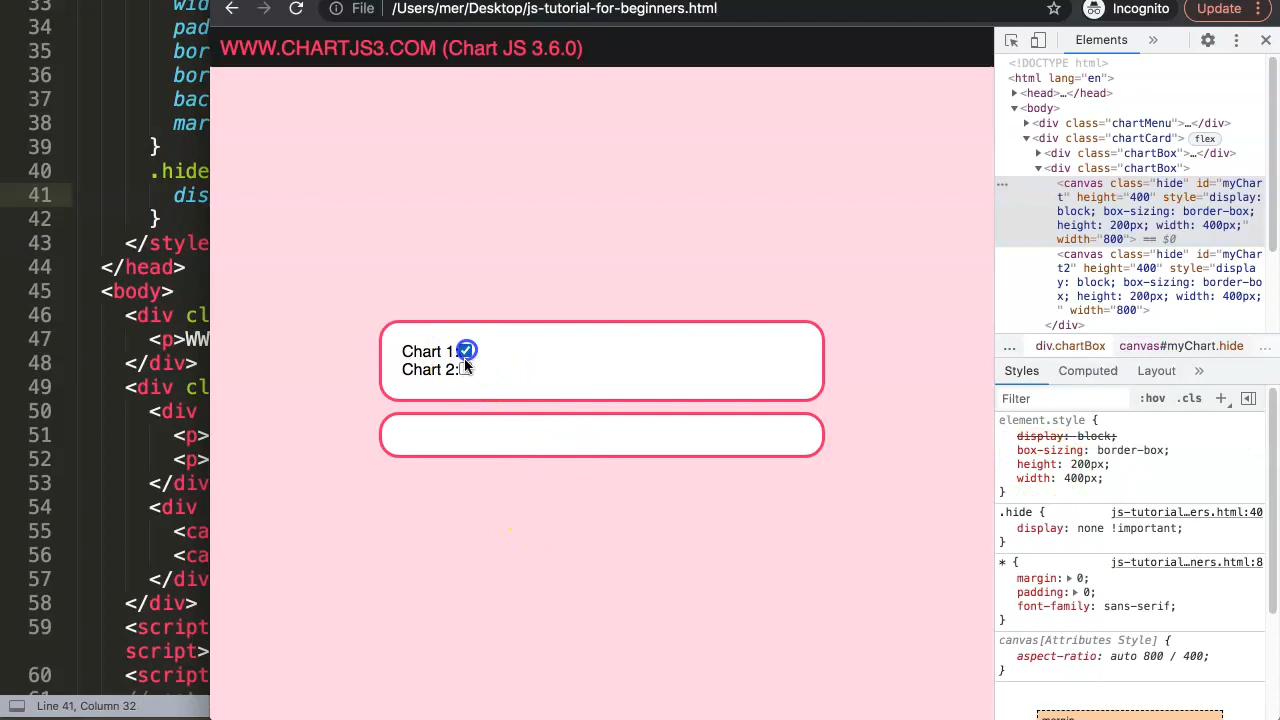 33
34
35
36
37
38
39
40
41
42
43
44
45
46
47
48
49
50
51
52
53
54
55
56
57
58
59
60
wid
pad
bor
bor
bac
mar
}
.hide
dis
}
</style
</head>
<body>
<div cl
<p>WW
</div>
<div cl
<div
<p>
<p>
</div
<div
<ca
<ca
</div
</div>
<script
script>
<script
Line 41, Column 32
File
/Users/mer/Desktop/js-tutorial-for-beginners.html
Incognito
Update
WWW.CHARTJS3.COM (Chart JS 3.6.0)
Chart 1:
Chart 2:
Elements
<!DOCTYPE html>
<html lang="en">
<head>…</head>
<body>
<div class="chartMenu">…</div>
<div class="chartCard"> flex
<div class="chartBox">…</div>
<div class="chartBox">
<canvas class="hide" id="myChar
t" height="400" style="display:
block; box-sizing: border-box;
height: 200px; width: 400px;"
width="800"> == $0
<canvas class="hide" id="myChar
t2" height="400" style="displa
y: block; box-sizing: border-bo
x; height: 200px; width: 400px;
" width="800">
</div>
... div.chartBox canvas#myChart.hide ...
Styles Computed Layout
Filter :hov .cls
element.style {
display: block;
box-sizing: border-box;
height: 200px;
width: 400px;
}
.hide { js-tutorial…ers.html:40
display: none !important;
}
* { js-tutorial…ners.html:8
margin: 0;
padding: 0;
font-family: sans-serif;
}
canvas[Attributes Style] {
aspect-ratio: auto 800 / 400;
}